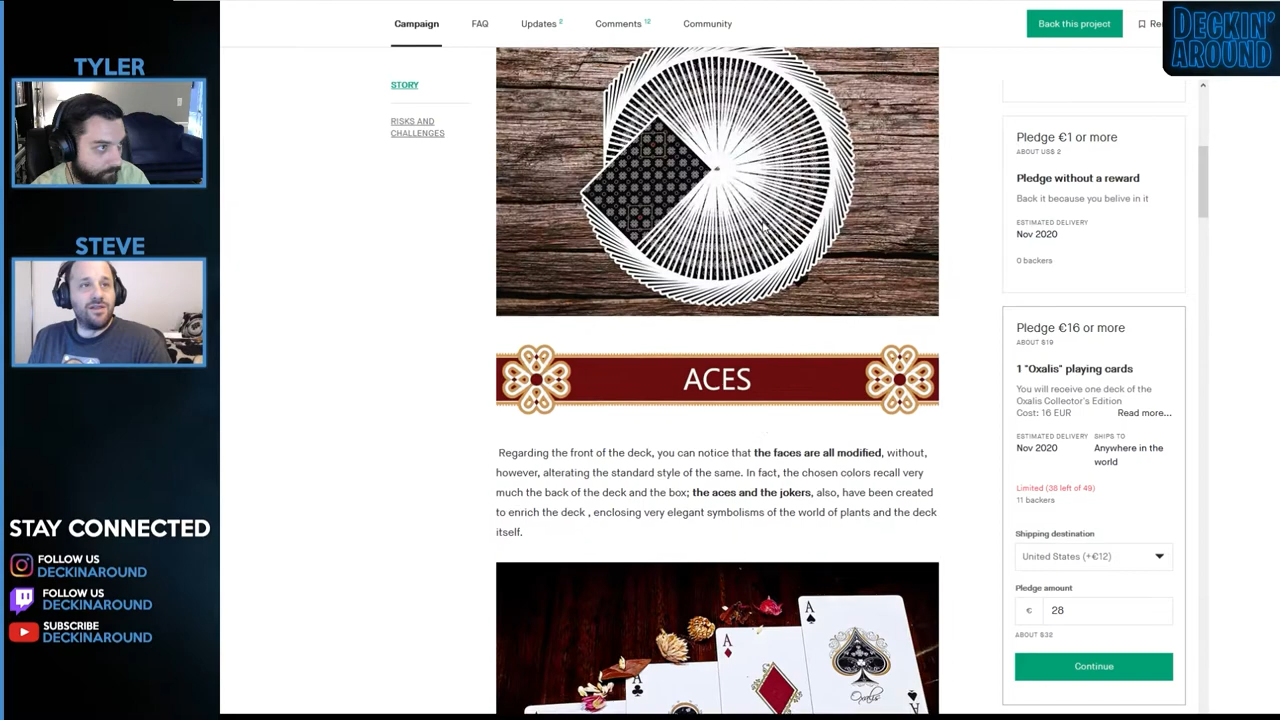 TYLER
STEVE
STAY CONNECTED
FOLLOW US
DECKINAROUND
FOLLOW US
DECKINAROUND
SUBSCRIBE
DECKINAROUND
Campaign
FAQ
Updates 2
Comments 12
Community
Back this project
DECKIN'
AROUND
STORY
RISKS AND
CHALLENGES
ACES
Regarding the front of the deck, you can notice that the faces are all modified, without,
however, alterating the standard style of the same. In fact, the chosen colors recall very
much the back of the deck and the box; the aces and the jokers, also, have been created
to enrich the deck , enclosing very elegant symbolisms of the world of plants and the deck
itself.
A
A
A
A
Oxalis
Pledge €1 or more
ABOUT US$ 2
Pledge without a reward
Back it because you belive in it
ESTIMATED DELIVERY
Nov 2020
0 backers
Pledge €16 or more
ABOUT $19
1 "Oxalis" playing cards
You will receive one deck of the
Oxalis Collector's Edition
Cost: 16 EUR
Read more...
ESTIMATED DELIVERY
Nov 2020
SHIPS TO
Anywhere in the
world
Limited (38 left of 49)
11 backers
Shipping destination
United States (+€12)
Pledge amount
€ 28
ABOUT $32
Continue